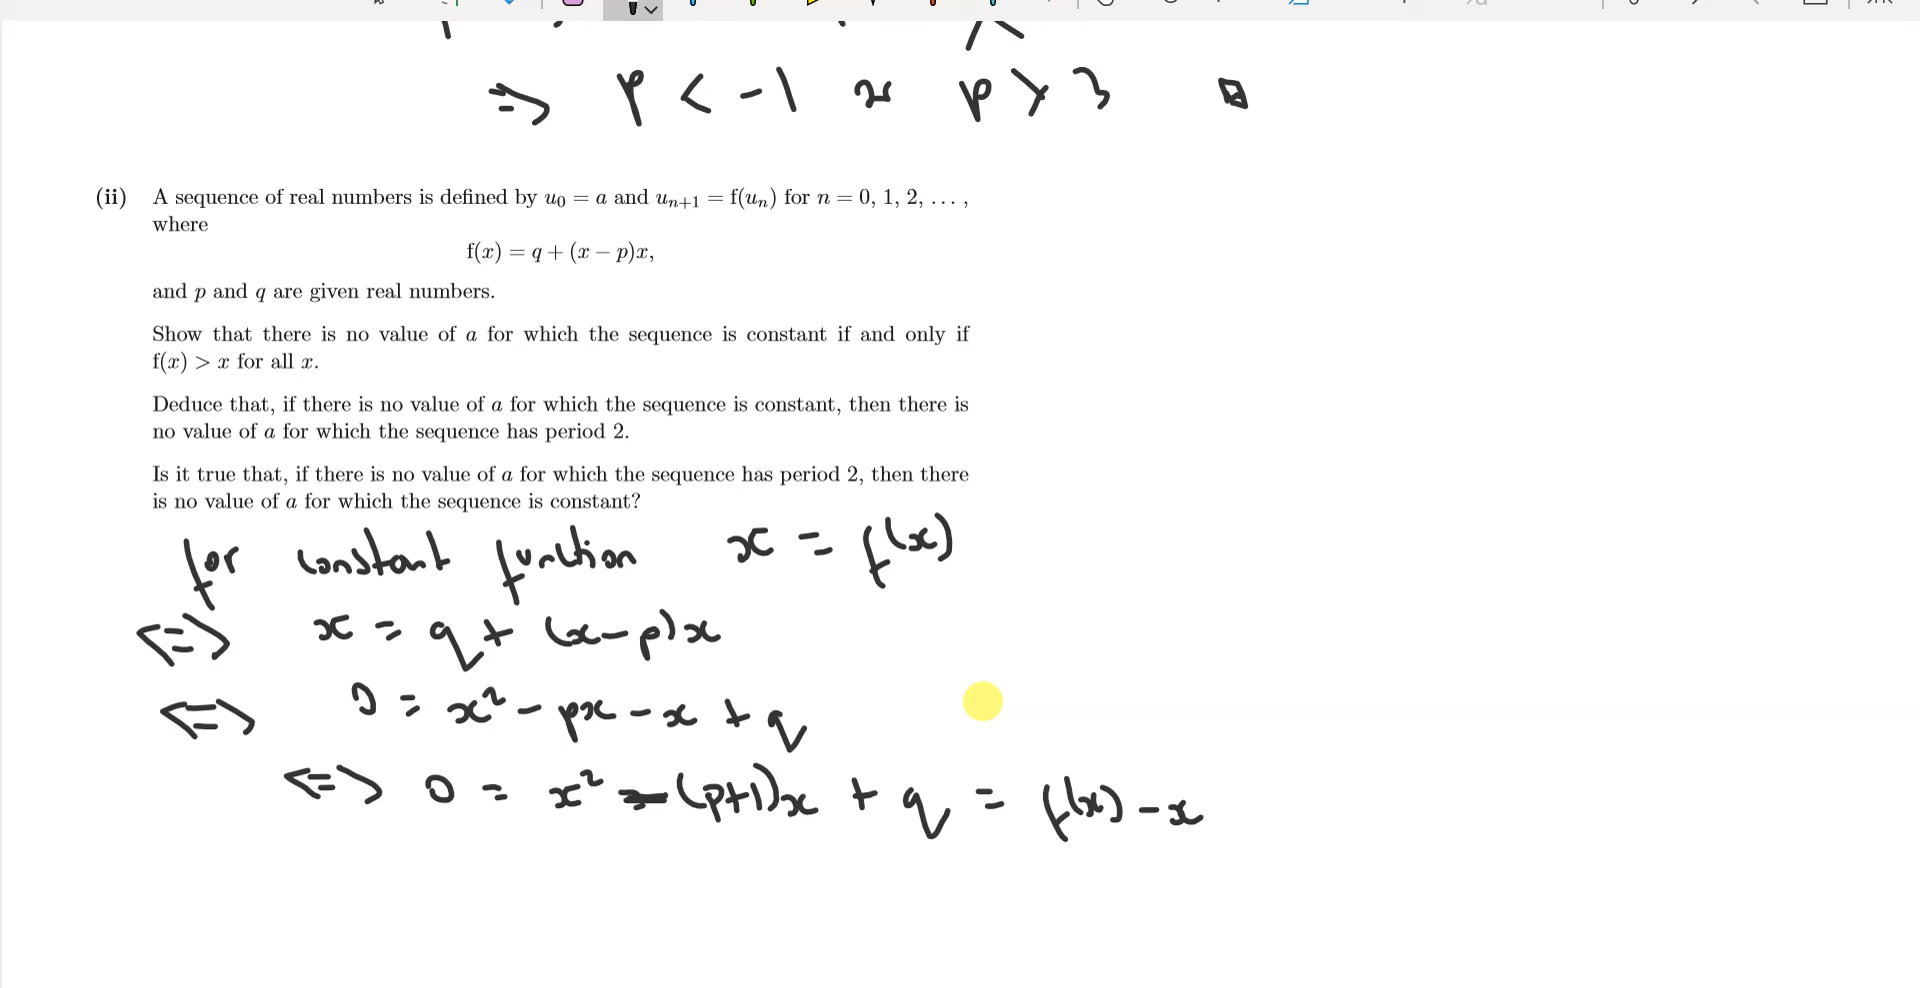 => p < -1 or p > 3
(ii) A sequence of real numbers is defined by u₀ = a and uₙ₊₁ = f(uₙ) for n = 0, 1, 2, ... ,
where
f(x) = q + (x − p)x,
and p and q are given real numbers.
Show that there is no value of a for which the sequence is constant if and only if
f(x) > x for all x.
Deduce that, if there is no value of a for which the sequence is constant, then there is
no value of a for which the sequence has period 2.
Is it true that, if there is no value of a for which the sequence has period 2, then there
is no value of a for which the sequence is constant?
for constant function x = f(x)
<=> x = q + (x - p)x
<=> 0 = x² - px - x + q
<=> 0 = x² - (p+1)x + q = f(x) - x